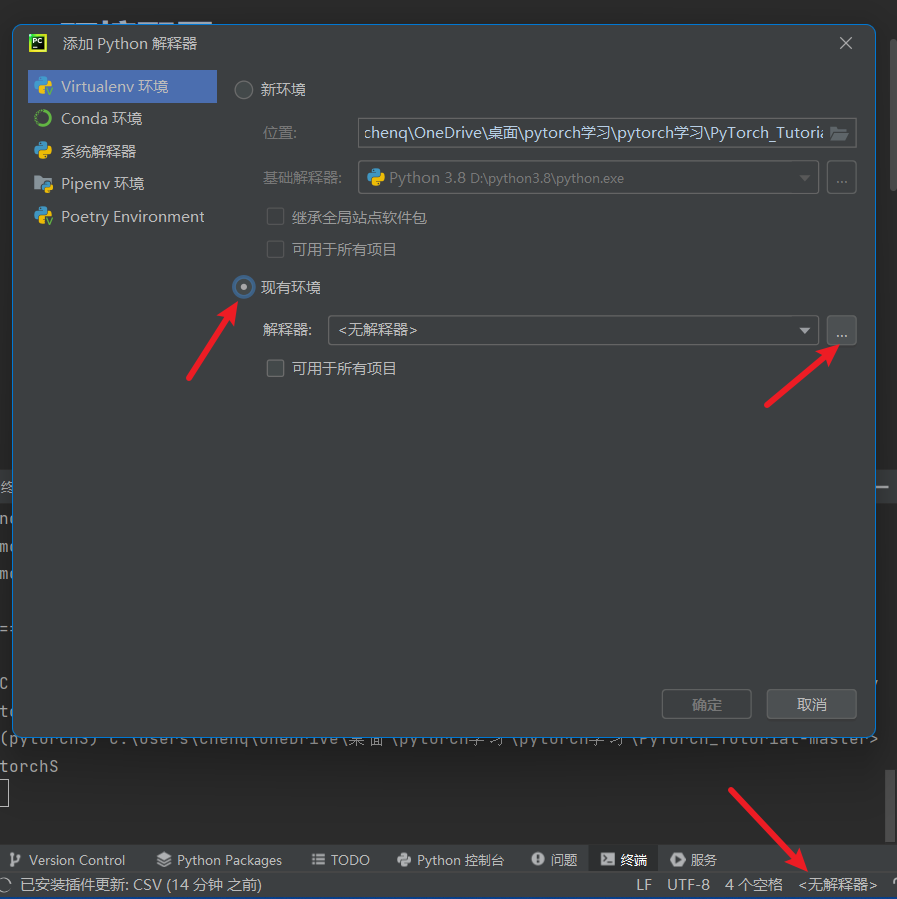 PC
添加 Python 解释器
Virtualenv 环境
Conda 环境
系统解释器
Pipenv 环境
Poetry Environment
新环境
位置:
chenq\OneDrive\桌面\pytorch学习\pytorch学习\PyTorch_Tutoria
基础解释器:
Python 3.8 D:\python3.8\python.exe
...
继承全局站点软件包
可用于所有项目
现有环境
解释器:
<无解释器>
...
可用于所有项目
确定
取消
终
==
C
(pytorchS) C:\Users\chenq\OneDrive\桌面\pytorch学习\pytorch学习\PyTorch_Tutorial-master>
torchS
Version Control
Python Packages
TODO
Python 控制台
问题
终端
服务
已安装插件更新: CSV (14 分钟 之前)
LF
UTF-8
4 个空格
<无解释器>